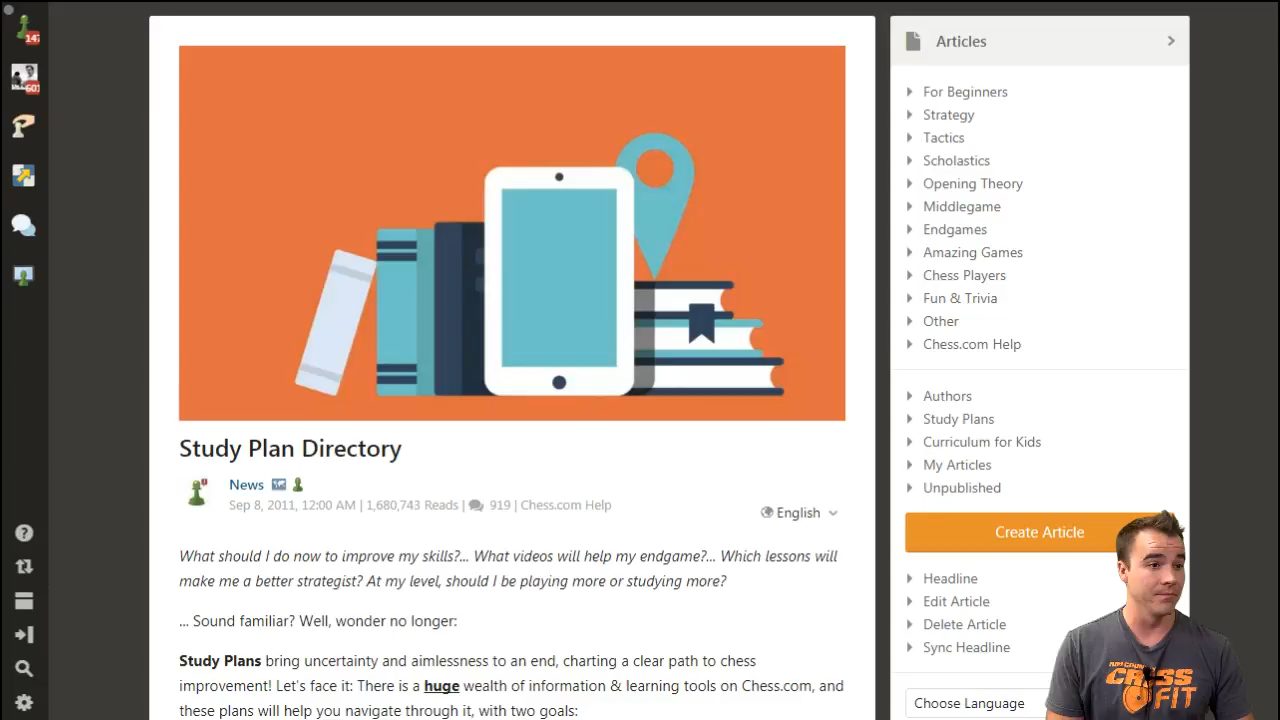 147
601
Study Plan Directory
News
Sep 8, 2011, 12:00 AM | 1,680,743 Reads | 919 | Chess.com Help
English
What should I do now to improve my skills?... What videos will help my endgame?... Which lessons will
make me a better strategist? At my level, should I be playing more or studying more?
... Sound familiar? Well, wonder no longer:
Study Plans bring uncertainty and aimlessness to an end, charting a clear path to chess
improvement! Let's face it: There is a huge wealth of information & learning tools on Chess.com, and
these plans will help you navigate through it, with two goals:
Articles
For Beginners
Strategy
Tactics
Scholastics
Opening Theory
Middlegame
Endgames
Amazing Games
Chess Players
Fun & Trivia
Other
Chess.com Help
Authors
Study Plans
Curriculum for Kids
My Articles
Unpublished
Create Article
Headline
Edit Article
Delete Article
Sync Headline
Choose Language
CHESS
FIT